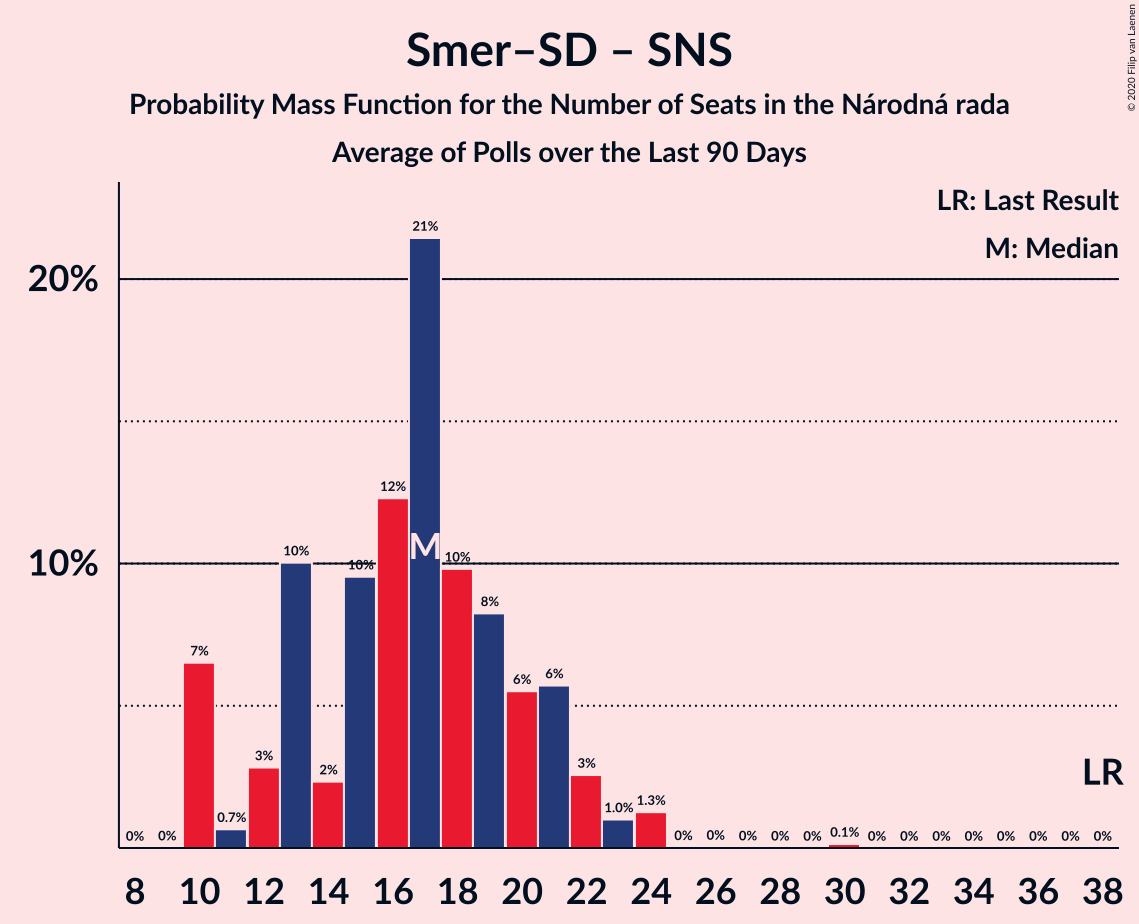 Smer–SD – SNS
Probability Mass Function for the Number of Seats in the Národná rada
Average of Polls over the Last 90 Days
© 2020 Filip van Laenen
LR: Last Result
M: Median
20%
10%
0% 0% 7% 0.7% 3% 10% 2% 10% 12% 21% 10% 8% 6% 6% 3% 1.0% 1.3% 0% 0% 0% 0% 0% 0.1% 0% 0% 0% 0% 0% 0% 0% 0%
M
LR
8 10 12 14 16 18 20 22 24 26 28 30 32 34 36 38